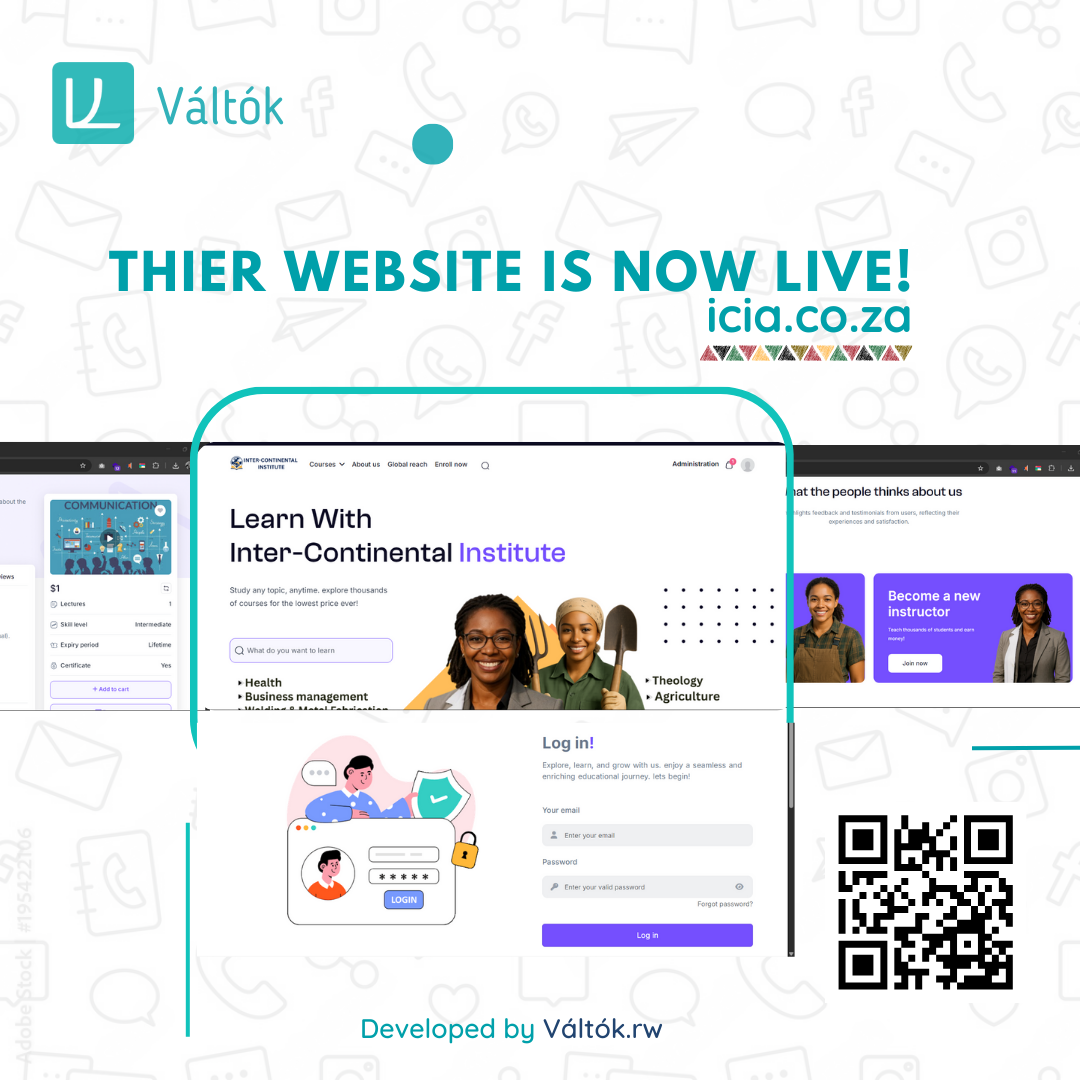 Váltók
THIER WEBSITE IS NOW LIVE!
icia.co.za
about the
iews
COMMUNICATION
$1
Lectures 1
Skill level Intermediate
Expiry period Lifetime
Certificate Yes
+ Add to cart
INTER-CONTINENTAL
INSTITUTE
Courses About us Global reach Enroll now
Administration
Learn With
Inter-Continental Institute
Study any topic, anytime. explore thousands
of courses for the lowest price ever!
What do you want to learn
Health
Business management
Welding & Metal Fabrication
Theology
Agriculture
hat the people thinks about us
hlights feedback and testimonials from users, reflecting their
experiences and satisfaction.
Become a new
instructor
Teach thousands of students and earn
money!
Join now
LOGIN
Log in!
Explore, learn, and grow with us. enjoy a seamless and
enriching educational journey. lets begin!
Your email
Enter your email
Password
Enter your valid password
Forgot password?
Log in
Developed by Váltók.rw
Adobe Stock | #195422106